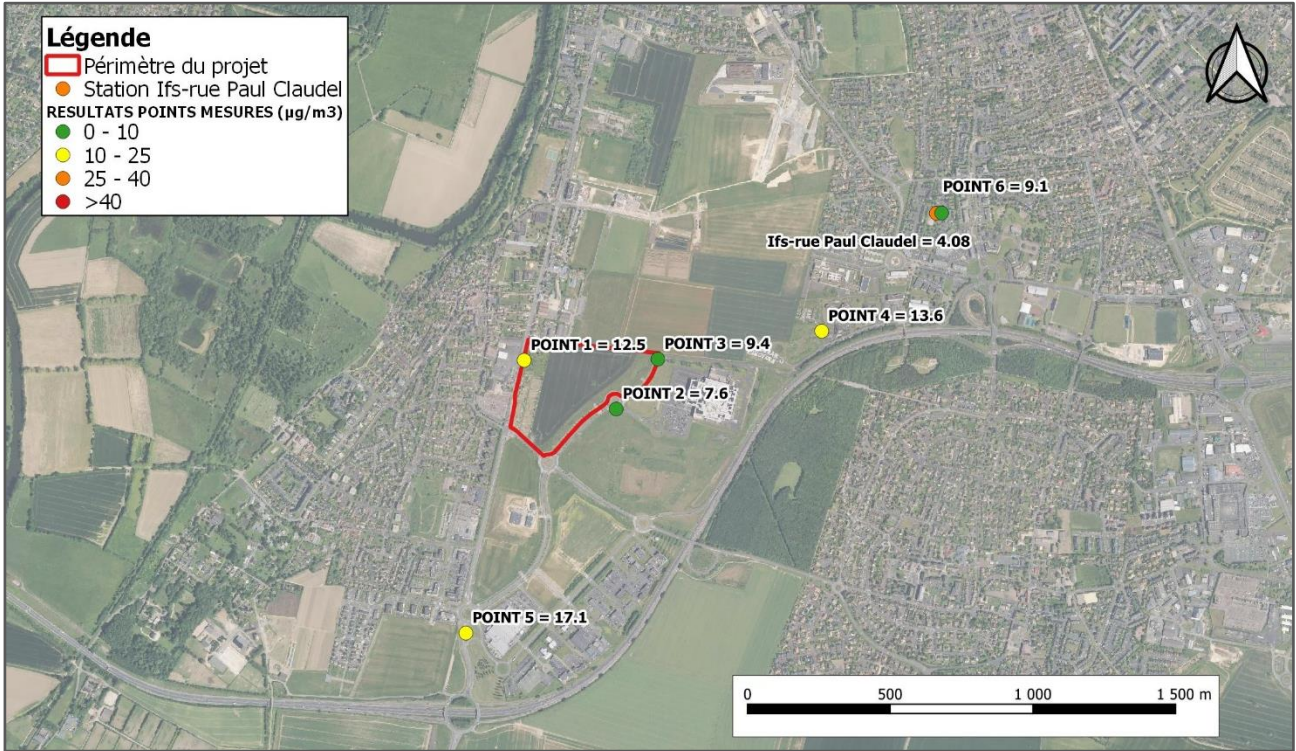 Légende
Périmètre du projet
Station Ifs-rue Paul Claudel
RESULTATS POINTS MESURES (µg/m3)
0 - 10
10 - 25
25 - 40
>40
POINT 6 = 9.1
Ifs-rue Paul Claudel = 4.08
POINT 4 = 13.6
POINT 1 = 12.5
POINT 3 = 9.4
POINT 2 = 7.6
POINT 5 = 17.1
0 500 1 000 1 500 m